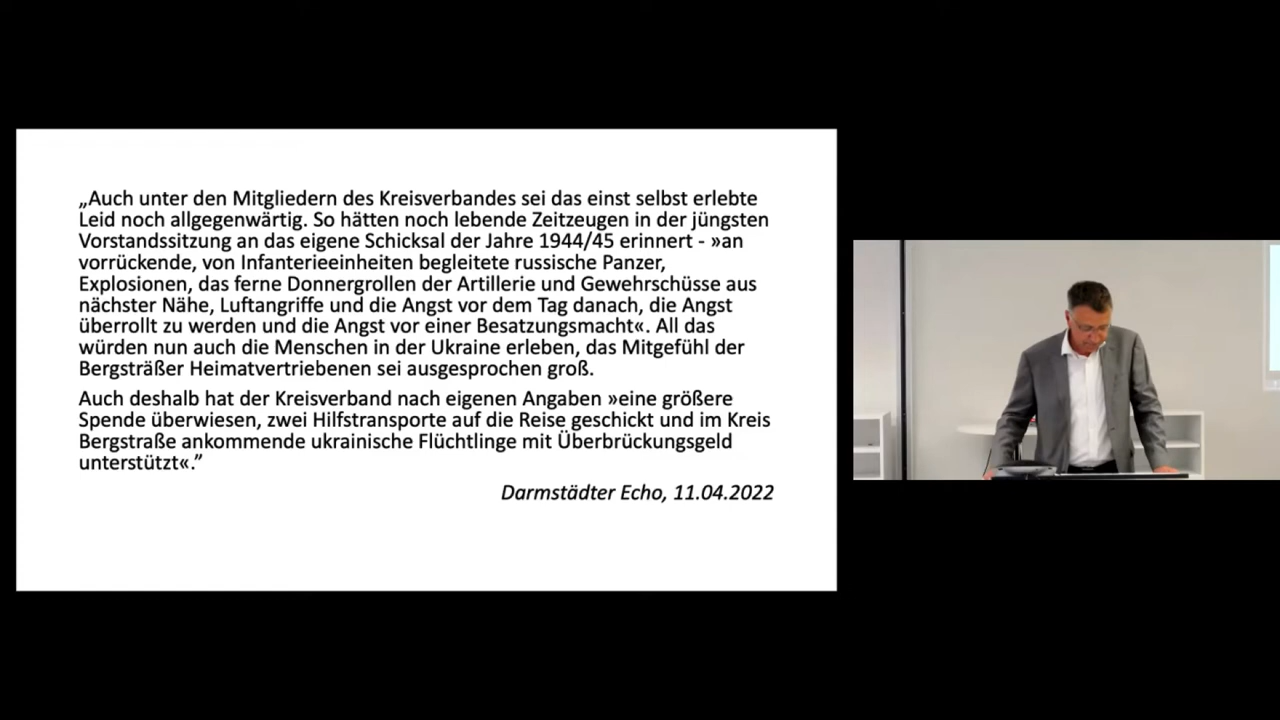 „Auch unter den Mitgliedern des Kreisverbandes sei das einst selbst erlebte
Leid noch allgegenwärtig. So hätten noch lebende Zeitzeugen in der jüngsten
Vorstandssitzung an das eigene Schicksal der Jahre 1944/45 erinnert - »an
vorrückende, von Infanterieeinheiten begleitete russische Panzer,
Explosionen, das ferne Donnergrollen der Artillerie und Gewehrschüsse aus
nächster Nähe, Luftangriffe und die Angst vor dem Tag danach, die Angst
überrollt zu werden und die Angst vor einer Besatzungsmacht«. All das
würden nun auch die Menschen in der Ukraine erleben, das Mitgefühl der
Bergsträßer Heimatvertriebenen sei ausgesprochen groß.
Auch deshalb hat der Kreisverband nach eigenen Angaben »eine größere
Spende überwiesen, zwei Hilfstransporte auf die Reise geschickt und im Kreis
Bergstraße ankommende ukrainische Flüchtlinge mit Überbrückungsgeld
unterstützt«.”
Darmstädter Echo, 11.04.2022